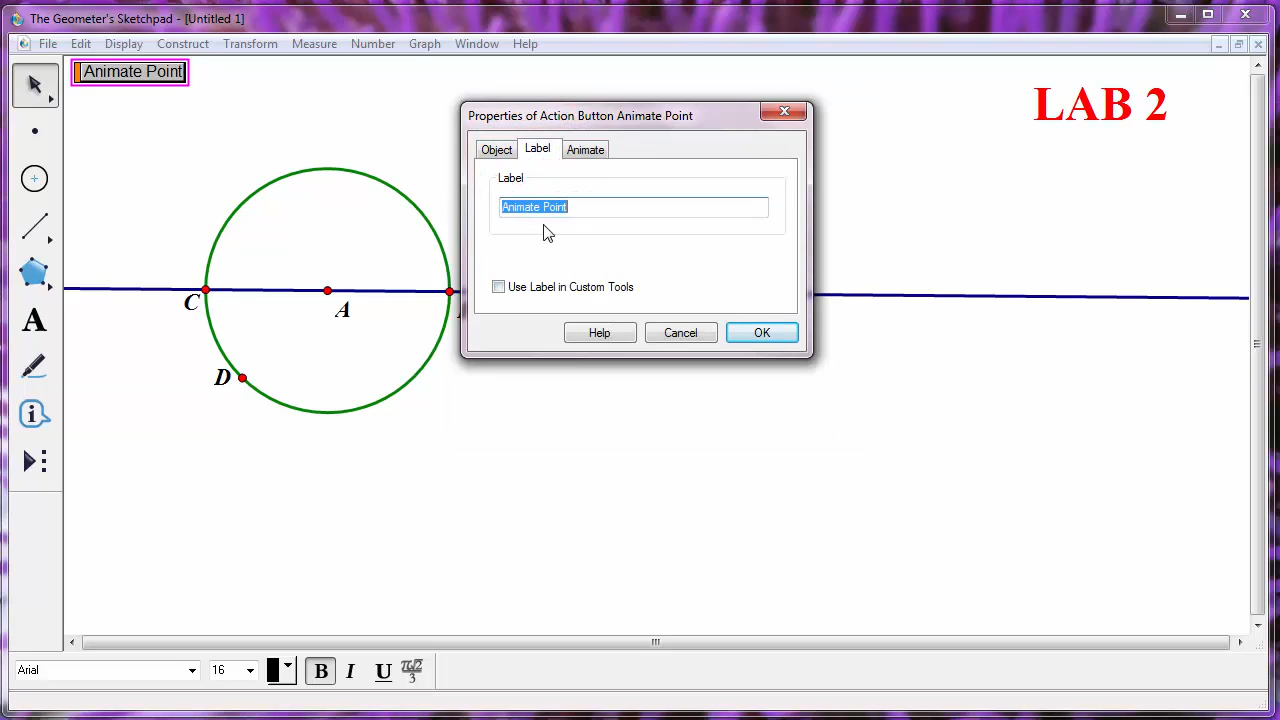 The Geometer's Sketchpad - [Untitled 1]
File Edit Display Construct Transform Measure Number Graph Window Help
Animate Point
LAB 2
Properties of Action Button Animate Point
Object Label Animate
Label
Animate Point
Use Label in Custom Tools
Help Cancel OK
C
A
D
A
Arial 16 B I U